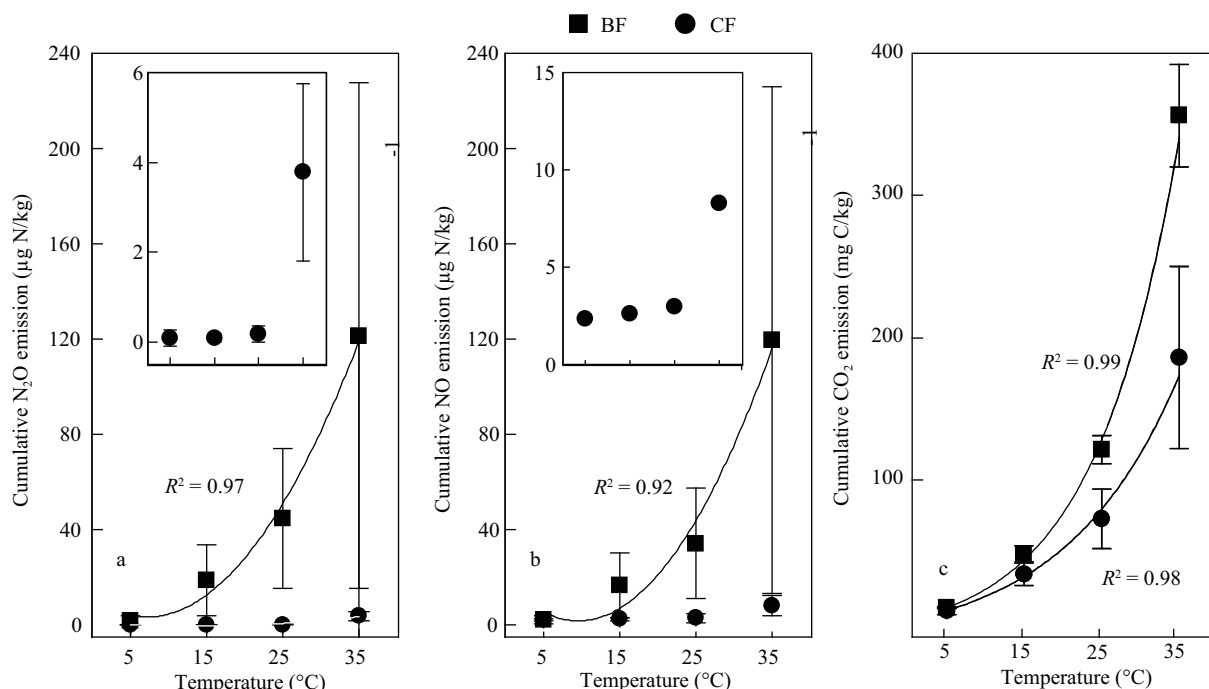 BF CF
Cumulative N₂O emission (µg N/kg)
240
200
160
120
80
40
0
6
4
2
0
-1
R² = 0.97
a
5 15 25 35
Temperature (°C)
Cumulative NO emission (µg N/kg)
240
200
160
120
80
40
0
15
10
5
0
-1
R² = 0.92
b
5 15 25 35
Temperature (°C)
Cumulative CO₂ emission (mg C/kg)
400
300
200
100
R² = 0.99
R² = 0.98
c
5 15 25 35
Temperature (°C)